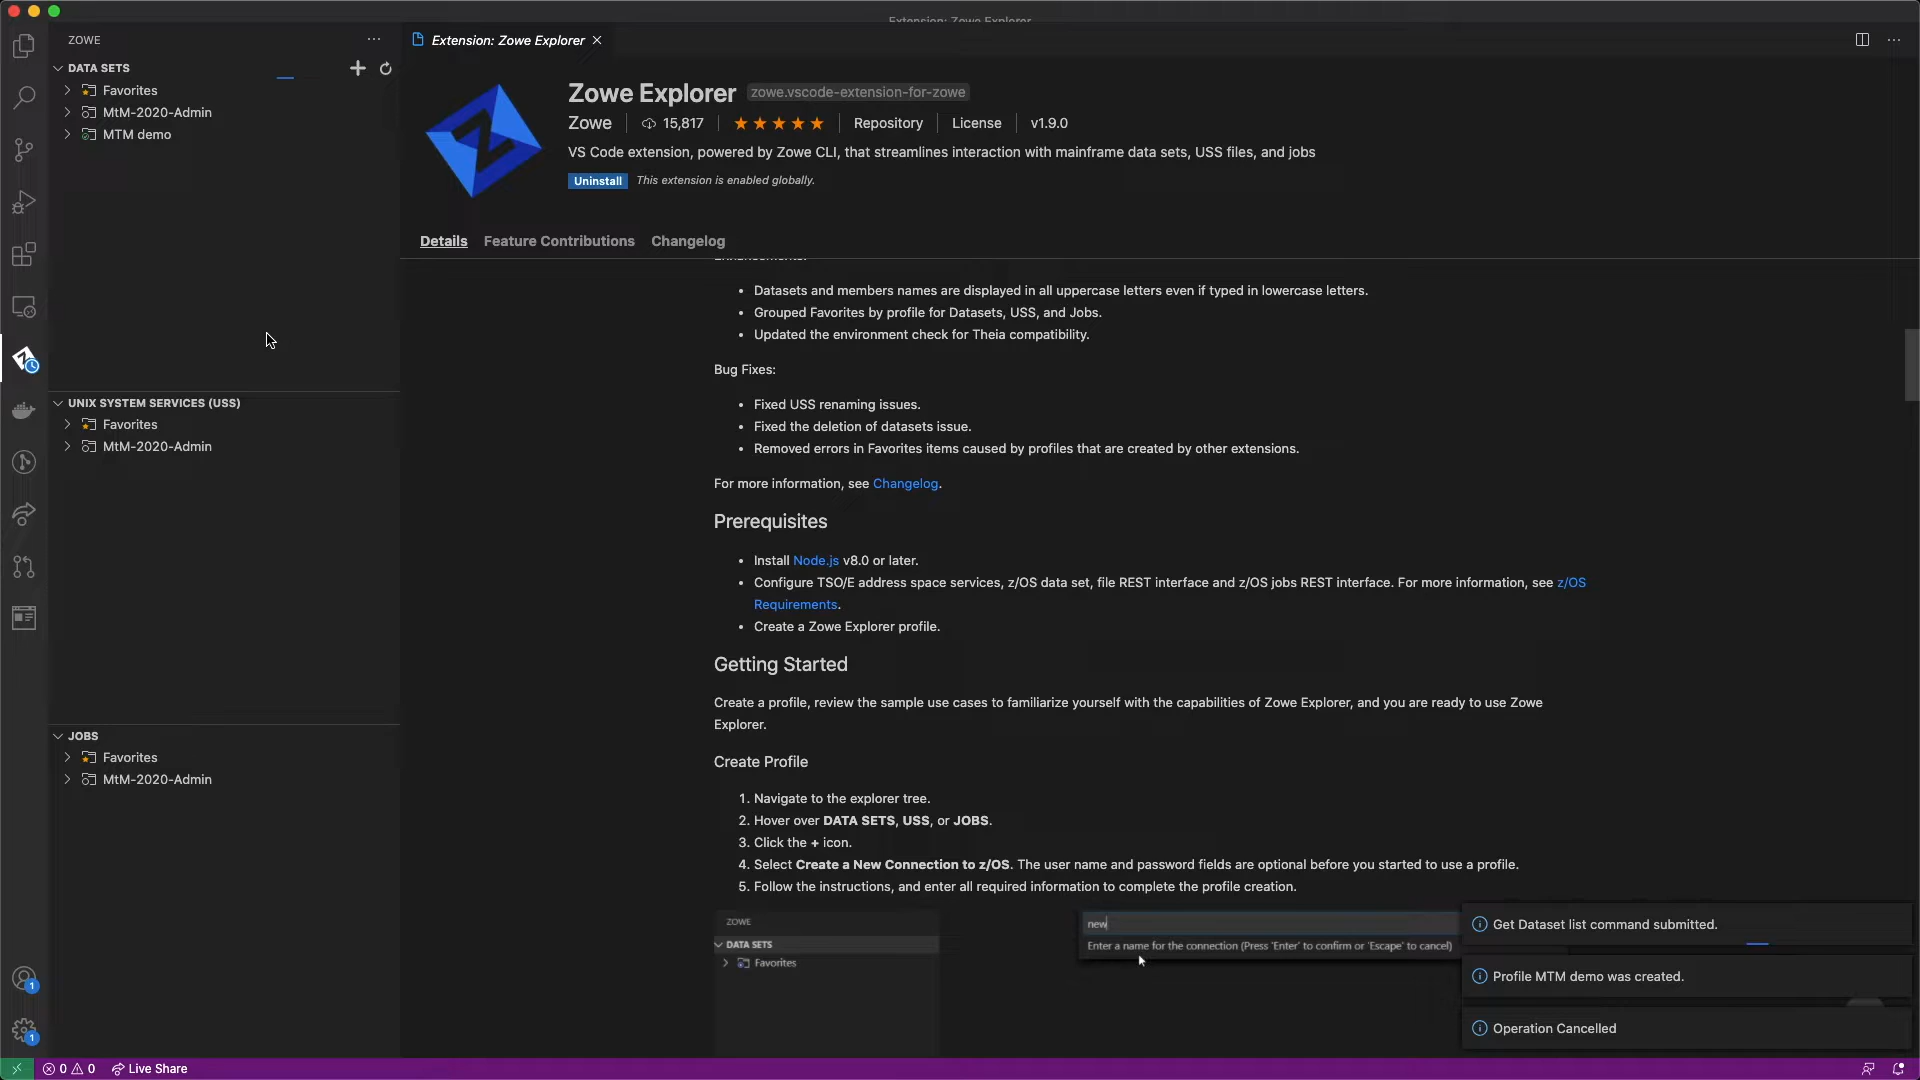 Extension: Zowe Explorer
ZOWE
Extension: Zowe Explorer
DATA SETS
Favorites
MtM-2020-Admin
MTM demo
Zowe Explorer zowe.vscode-extension-for-zowe
Zowe 15,817 Repository License v1.9.0
VS Code extension, powered by Zowe CLI, that streamlines interaction with mainframe data sets, USS files, and jobs
Uninstall This extension is enabled globally.
Details Feature Contributions Changelog
Enhancements:
• Datasets and members names are displayed in all uppercase letters even if typed in lowercase letters.
• Grouped Favorites by profile for Datasets, USS, and Jobs.
• Updated the environment check for Theia compatibility.
Bug Fixes:
• Fixed USS renaming issues.
• Fixed the deletion of datasets issue.
• Removed errors in Favorites items caused by profiles that are created by other extensions.
For more information, see Changelog.
UNIX SYSTEM SERVICES (USS)
Favorites
MtM-2020-Admin
Prerequisites
• Install Node.js v8.0 or later.
• Configure TSO/E address space services, z/OS data set, file REST interface and z/OS jobs REST interface. For more information, see z/OS
Requirements.
• Create a Zowe Explorer profile.
Getting Started
Create a profile, review the sample use cases to familiarize yourself with the capabilities of Zowe Explorer, and you are ready to use Zowe
Explorer.
Create Profile
1. Navigate to the explorer tree.
2. Hover over DATA SETS, USS, or JOBS.
3. Click the + icon.
4. Select Create a New Connection to z/OS. The user name and password fields are optional before you started to use a profile.
5. Follow the instructions, and enter all required information to complete the profile creation.
JOBS
Favorites
MtM-2020-Admin
ZOWE
DATA SETS
Favorites
new
Enter a name for the connection (Press 'Enter' to confirm or 'Escape' to cancel)
Get Dataset list command submitted.
Profile MTM demo was created.
Operation Cancelled
1
1
0 0 Live Share